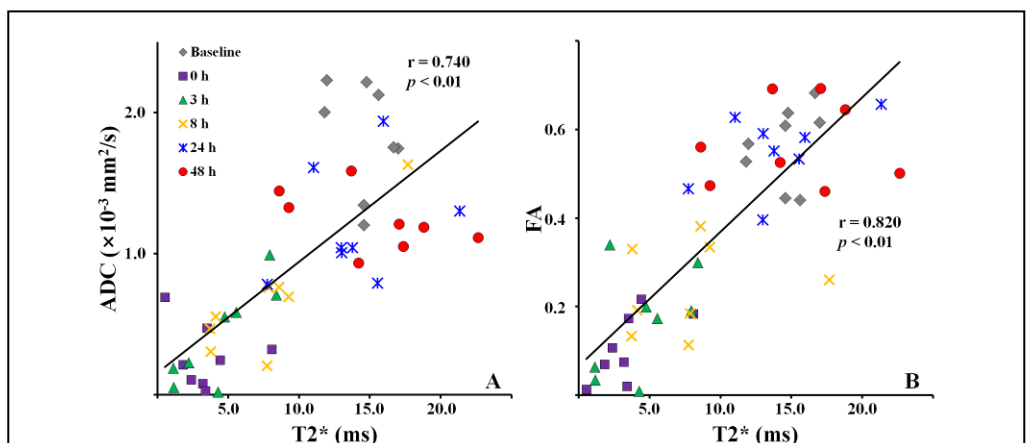 ADC (×10⁻³ mm²/s)
2.0
1.0
Baseline
0 h
3 h
8 h
24 h
48 h
r = 0.740
p < 0.01
A
5.0 10.0 15.0 20.0
T2* (ms)
FA
0.6
0.4
0.2
0.0
r = 0.820
p < 0.01
B
5.0 10.0 15.0 20.0
T2* (ms)